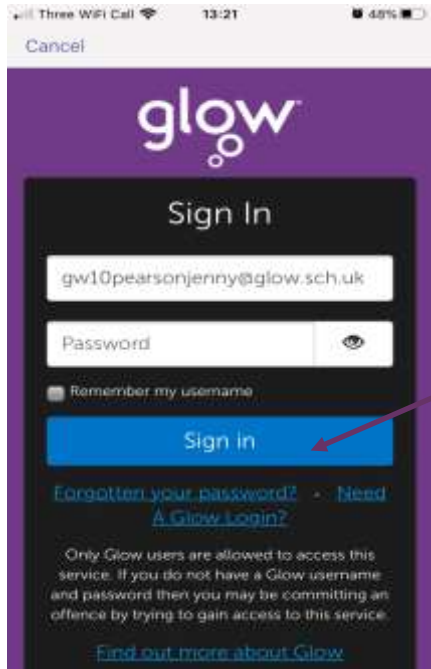 Three WiFi Call 13:21 48%
Cancel
glow
Sign In
gw10pearsonjenny@glow.sch.uk
Password
Remember my username
Sign in
Forgotten your password? - Need
A Glow Login?
Only Glow users are allowed to access this
service. If you do not have a Glow username
and password then you may be committing an
offence by trying to gain access to this service.
Find out more about Glow